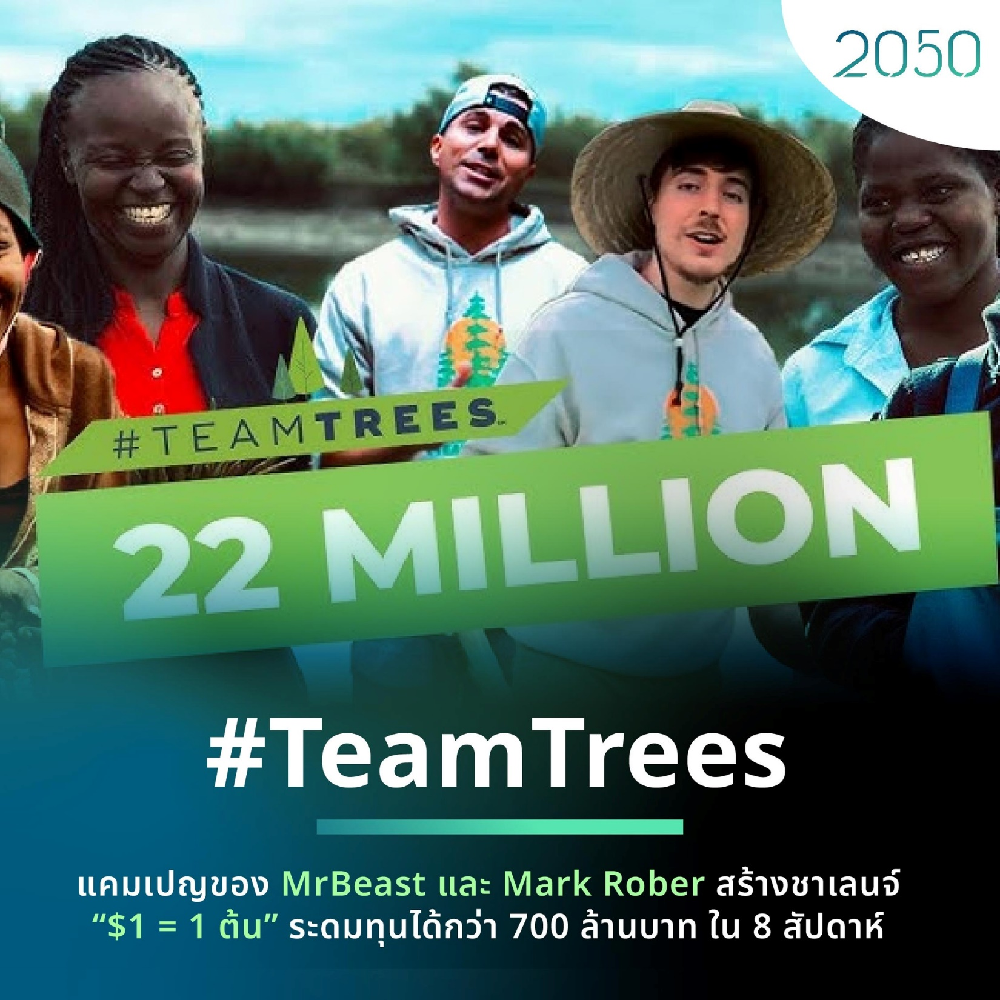 2050
#TEAMTREES
22 MILLION
#TeamTrees
แคมเปญของ MrBeast และ Mark Rober สร้างชาเลนจ์
“$1 = 1 ต้น” ระดมทุนได้กว่า 700 ล้านบาท ใน 8 สัปดาห์